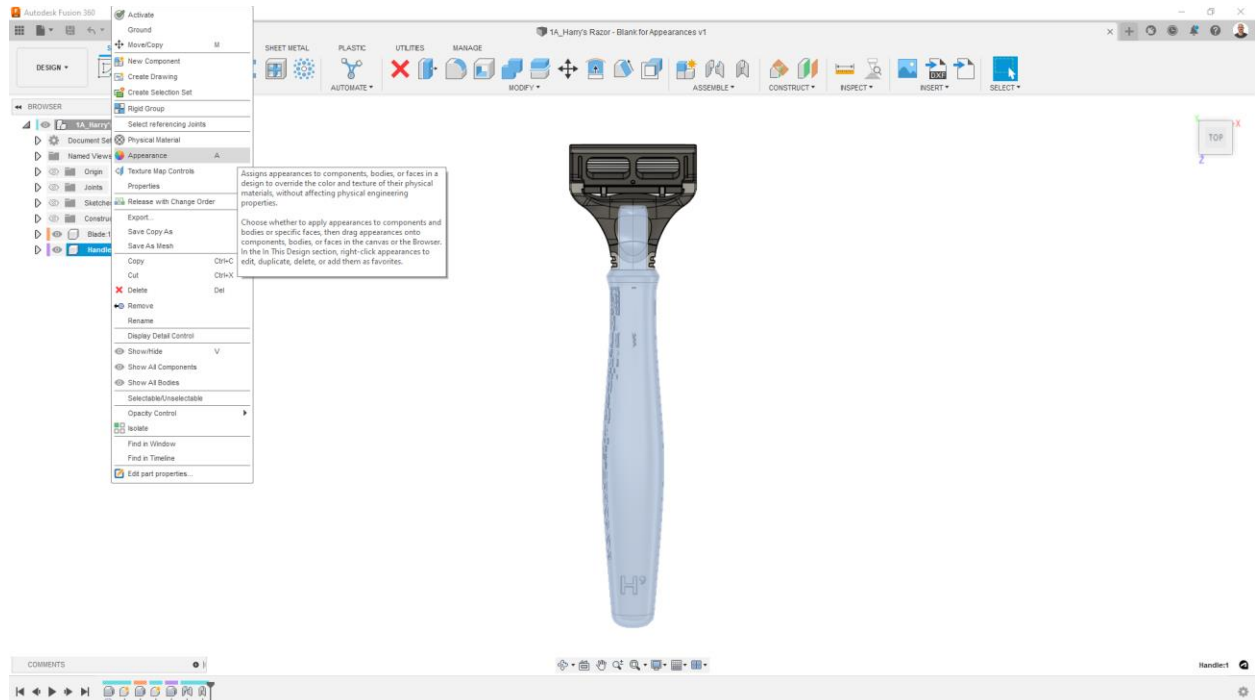 Autodesk Fusion 360
1A_Harry's Razor - Blank for Appearances v1
SHEET METAL
PLASTIC
UTILITIES
MANAGE
DESIGN
AUTOMATE
MODIFY
ASSEMBLE
CONSTRUCT
INSPECT
INSERT
DXF
SELECT
BROWSER
1A_Harry'
Document Set
Named Views
Origin
Joints
Sketche
Construc
Blade:1
Handle
Activate
Ground
Move/Copy M
New Component
Create Drawing
Create Selection Set
Rigid Group
Select referencing Joints
Physical Material
Appearance A
Texture Map Controls
Properties
Release with Change Order
Export...
Save Copy As
Save As Mesh
Copy Ctrl+C
Cut Ctrl+X
Delete Del
Remove
Rename
Display Detail Control
Show/Hide V
Show All Components
Show All Bodies
Selectable/Unselectable
Opacity Control
Isolate
Find in Window
Find in Timeline
Edit part properties...
Assigns appearances to components, bodies, or faces in a
design to override the color and texture of their physical
materials, without affecting physical engineering
properties.
Choose whether to apply appearances to components and
bodies or specific faces, then drag appearances onto
components, bodies, or faces in the canvas or the Browser.
In the In This Design section, right-click appearances to
edit, duplicate, delete, or add them as favorites.
TOP
X
Z
H'
COMMENTS
Handle:1